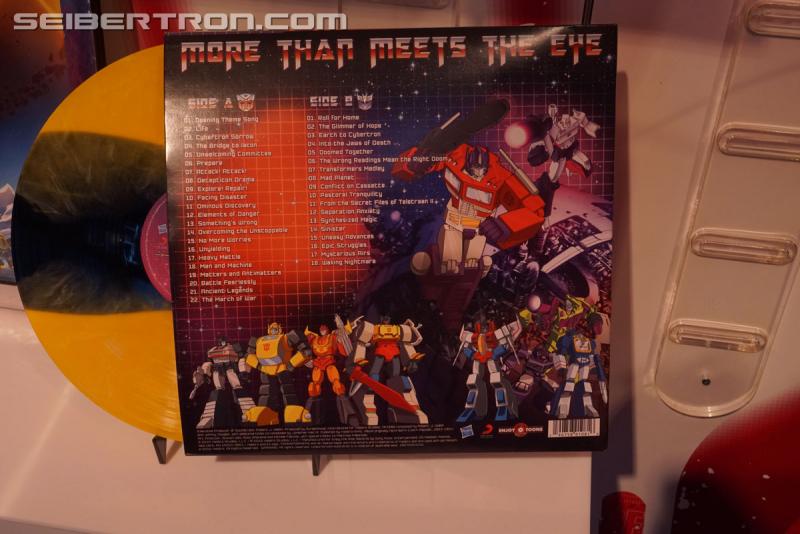 SEIBERTRON.COM
MORE THAN MEETS THE EYE
SIDE A
01. Opening Theme Song
02. Life
03. Cybertron Sorrow
04. The Bridge to Iacon
05. Unwelcoming Committee
06. Prepare
07. Attack! Attack!
08. Decepticon Drama
09. Explore! Repair!
10. Facing Disaster
11. Ominous Discovery
12. Elements of Danger
13. Something's Wrong
14. Overcoming the Unstoppable
15. No More Worries
16. Unyielding
17. Heavy Mattle
18. Man and Machine
19. Matters and Antimatters
20. Battle Fearlessly
21. Ancient Legends
22. The March of War
SIDE B
01. Roll for Home
02. The Glimmer of Hope
03. Earth to Cybertron
04. Into the Jaws of Death
05. Doomed Together
06. The Wrong Readings Mean the Right Doom
07. Transformers Medley
08. Mad Planet
09. Conflict on Cassette
10. Pastoral Tranquility
11. From the Secret Files of Teletraan II
12. Separation Anxiety
13. Synthesized Magic
14. Sinister
15. Uneasy Advances
16. Epic Struggles
17. Mysterious Airs
18. Waking Nightmare
ENJOY TOONS